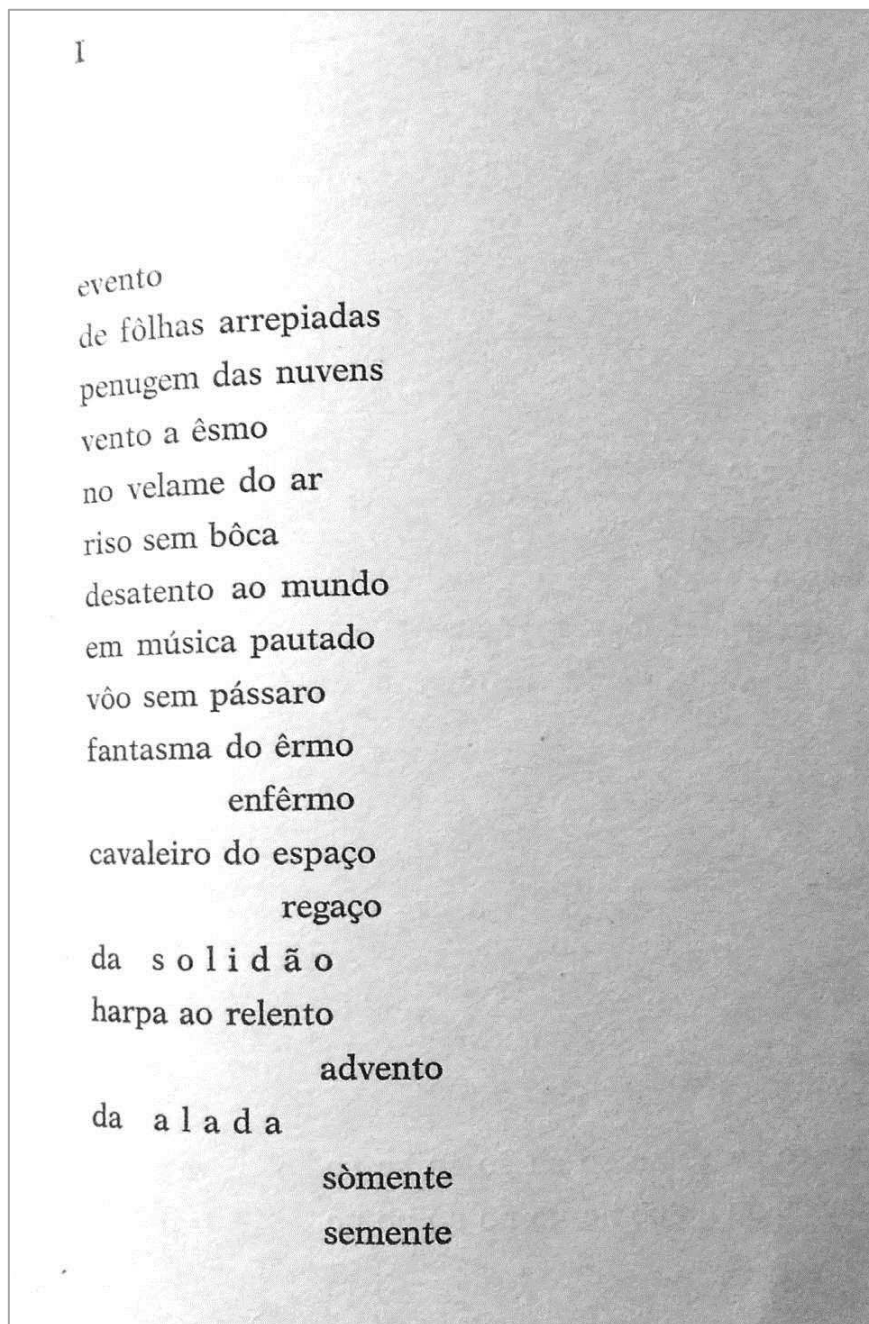 I
evento
de fôlhas arrepiadas
penugem das nuvens
vento a êsmo
no velame do ar
riso sem bôca
desatento ao mundo
em música pautado
vôo sem pássaro
fantasma do êrmo
enfêrmo
cavaleiro do espaço
regaço
da s o l i d ã o
harpa ao relento
advento
da a l a d a
sòmente
semente